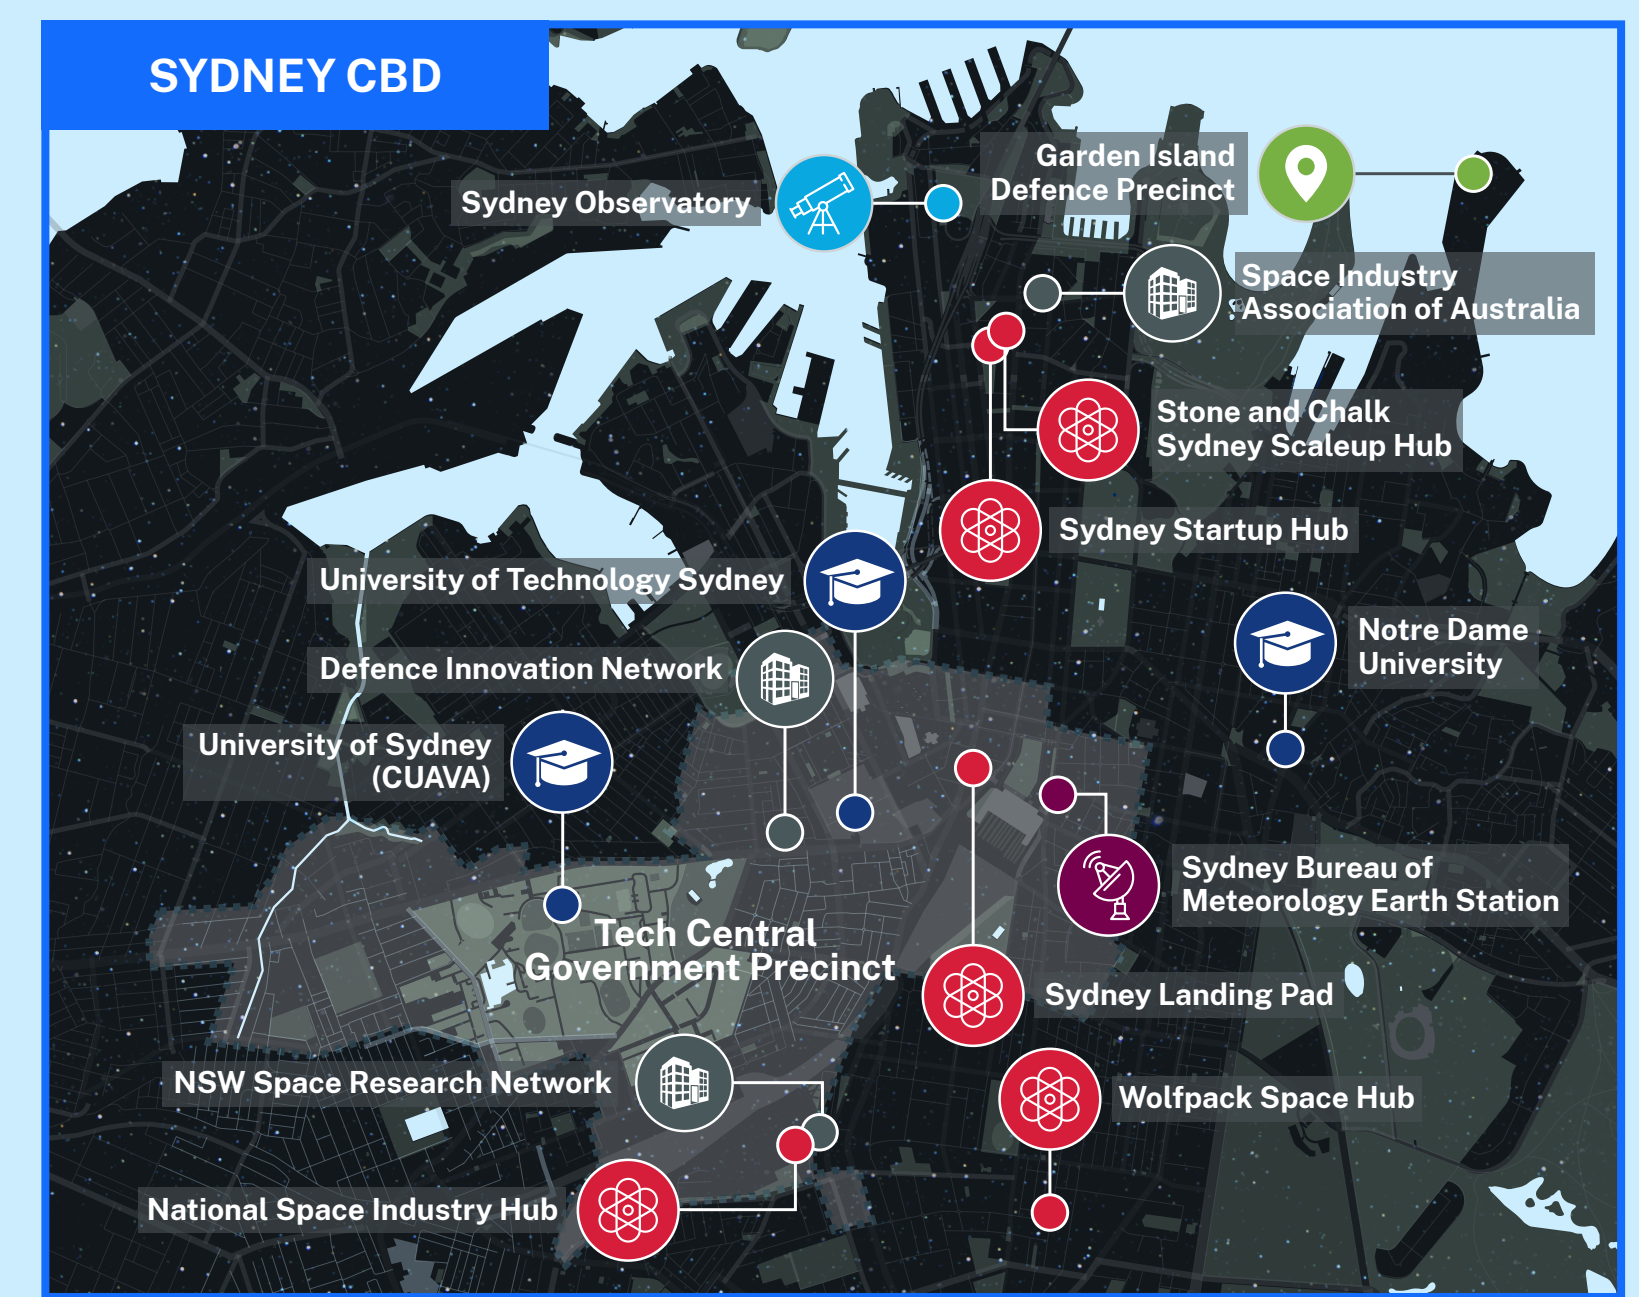 SYDNEY CBD
Garden Island
Defence Precinct
Sydney Observatory
Space Industry
Association of Australia
Stone and Chalk
Sydney Scaleup Hub
Sydney Startup Hub
University of Technology Sydney
Notre Dame
University
Defence Innovation Network
University of Sydney
(CUAVA)
Sydney Bureau of
Meteorology Earth Station
Tech Central
Government Precinct
Sydney Landing Pad
NSW Space Research Network
Wolfpack Space Hub
National Space Industry Hub